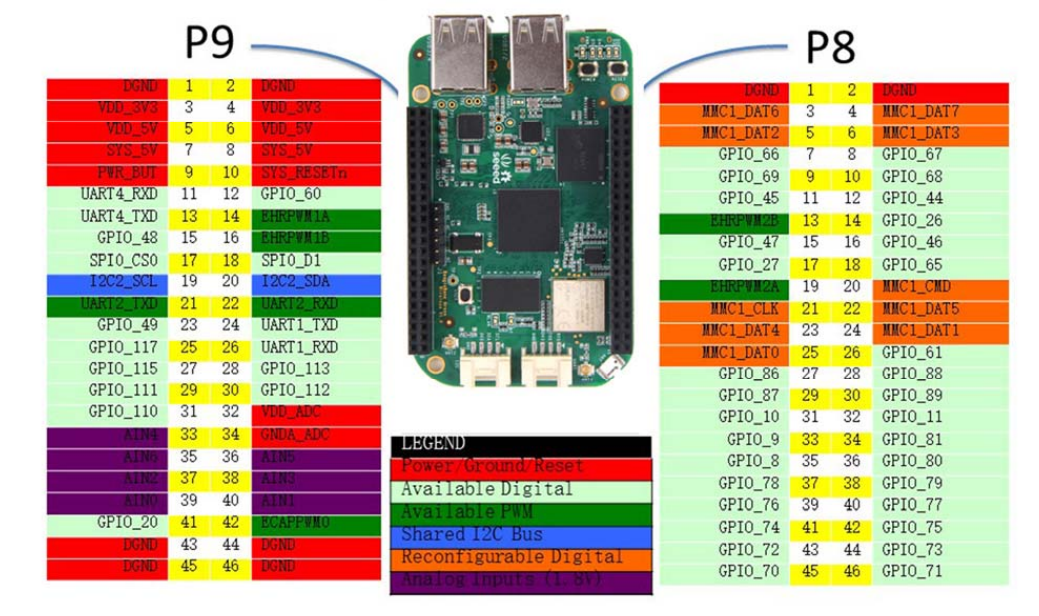 P9
DGND 1 2 DGND
VDD_3V3 3 4 VDD_3V3
VDD_5V 5 6 VDD_5V
SYS_5V 7 8 SYS_5V
PWR_BUT 9 10 SYS_RESETn
UART4_RXD 11 12 GPIO_60
UART4_TXD 13 14 EHRPWM1A
GPIO_48 15 16 EHRPWM1B
SPI0_CS0 17 18 SPI0_D1
I2C2_SCL 19 20 I2C2_SDA
UART2_TXD 21 22 UART2_RXD
GPIO_49 23 24 UART1_TXD
GPIO_117 25 26 UART1_RXD
GPIO_115 27 28 GPIO_113
GPIO_111 29 30 GPIO_112
GPIO_110 31 32 VDD_ADC
AIN4 33 34 GNDA_ADC
AIN6 35 36 AIN5
AIN2 37 38 AIN3
AIN0 39 40 AIN1
GPIO_20 41 42 ECAPPWM0
DGND 43 44 DGND
DGND 45 46 DGND
seeed
LEGEND
Power/Ground/Reset
Available Digital
Available PWM
Shared I2C Bus
Reconfigurable Digital
Analog Inputs (1.8V)
P8
DGND 1 2 DGND
MMC1_DAT6 3 4 MMC1_DAT7
MMC1_DAT2 5 6 MMC1_DAT3
GPIO_66 7 8 GPIO_67
GPIO_69 9 10 GPIO_68
GPIO_45 11 12 GPIO_44
EHRPWM2B 13 14 GPIO_26
GPIO_47 15 16 GPIO_46
GPIO_27 17 18 GPIO_65
EHRPWM2A 19 20 MMC1_CMD
MMC1_CLK 21 22 MMC1_DAT5
MMC1_DAT4 23 24 MMC1_DAT1
MMC1_DAT0 25 26 GPIO_61
GPIO_86 27 28 GPIO_88
GPIO_87 29 30 GPIO_89
GPIO_10 31 32 GPIO_11
GPIO_9 33 34 GPIO_81
GPIO_8 35 36 GPIO_80
GPIO_78 37 38 GPIO_79
GPIO_76 39 40 GPIO_77
GPIO_74 41 42 GPIO_75
GPIO_72 43 44 GPIO_73
GPIO_70 45 46 GPIO_71